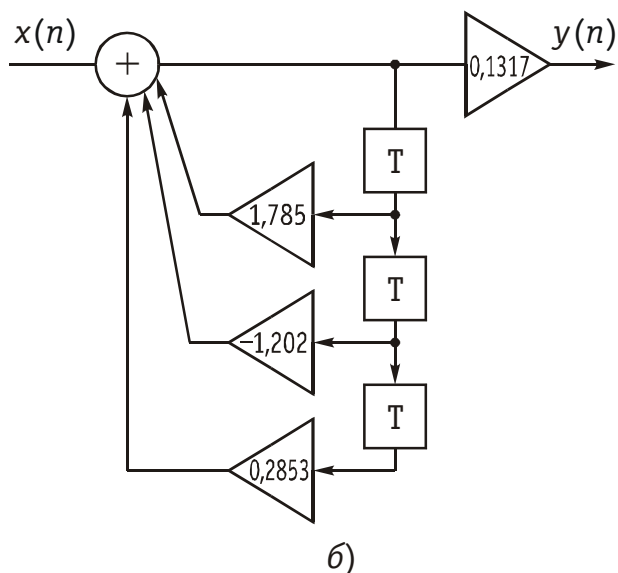 x(n)
y(n)
+
0,1317
T
1,785
T
−1,202
T
0,2853
б)